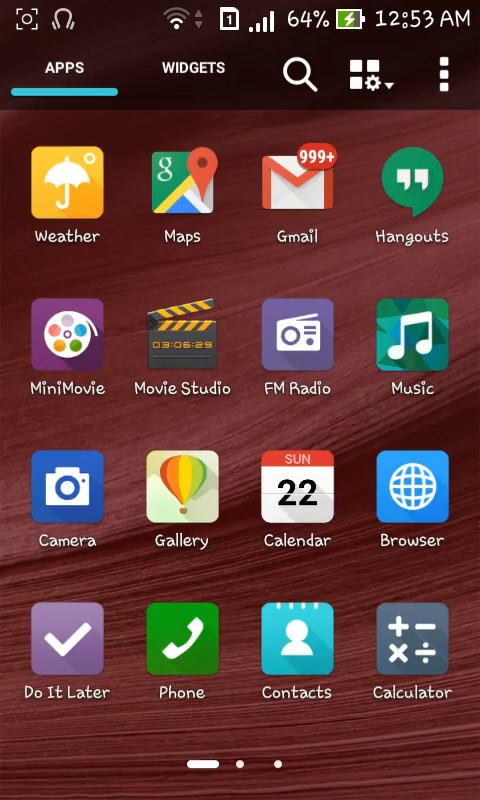 1 64% 12:53 AM
APPS WIDGETS
g 999+
Weather Maps Gmail Hangouts
03:06:29
MiniMovie Movie Studio FM Radio Music
SUN
22
Camera Gallery Calendar Browser
Do It Later Phone Contacts Calculator